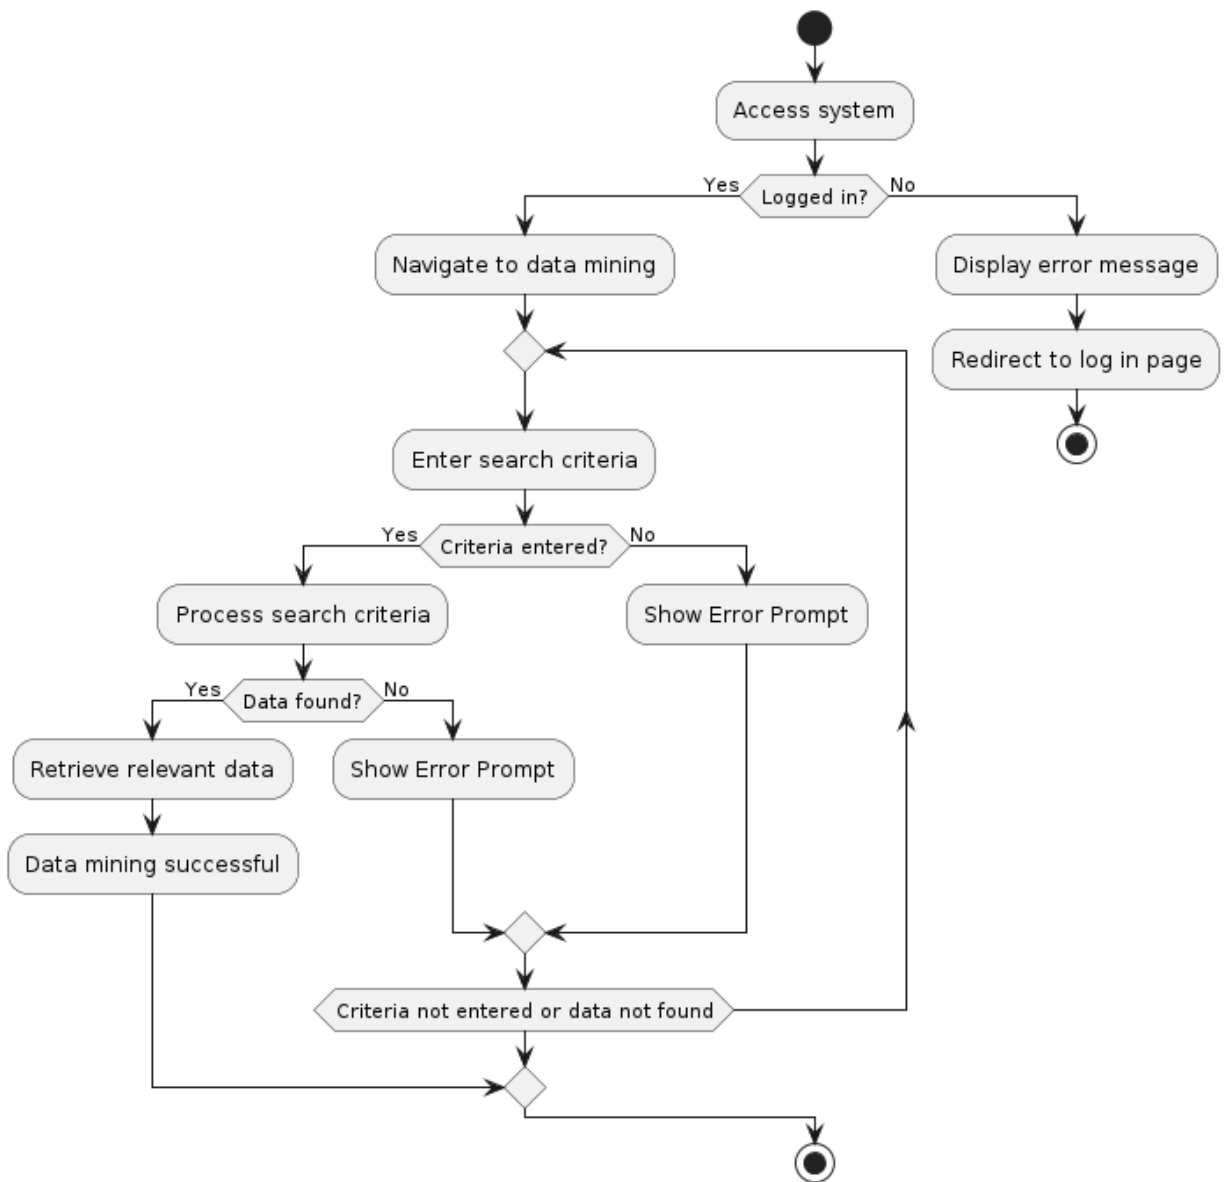 Access system
Yes
Logged in?
No
Navigate to data mining
Display error message
Redirect to log in page
Enter search criteria
Yes
Criteria entered?
No
Process search criteria
Show Error Prompt
Yes
Data found?
No
Retrieve relevant data
Show Error Prompt
Data mining successful
Criteria not entered or data not found